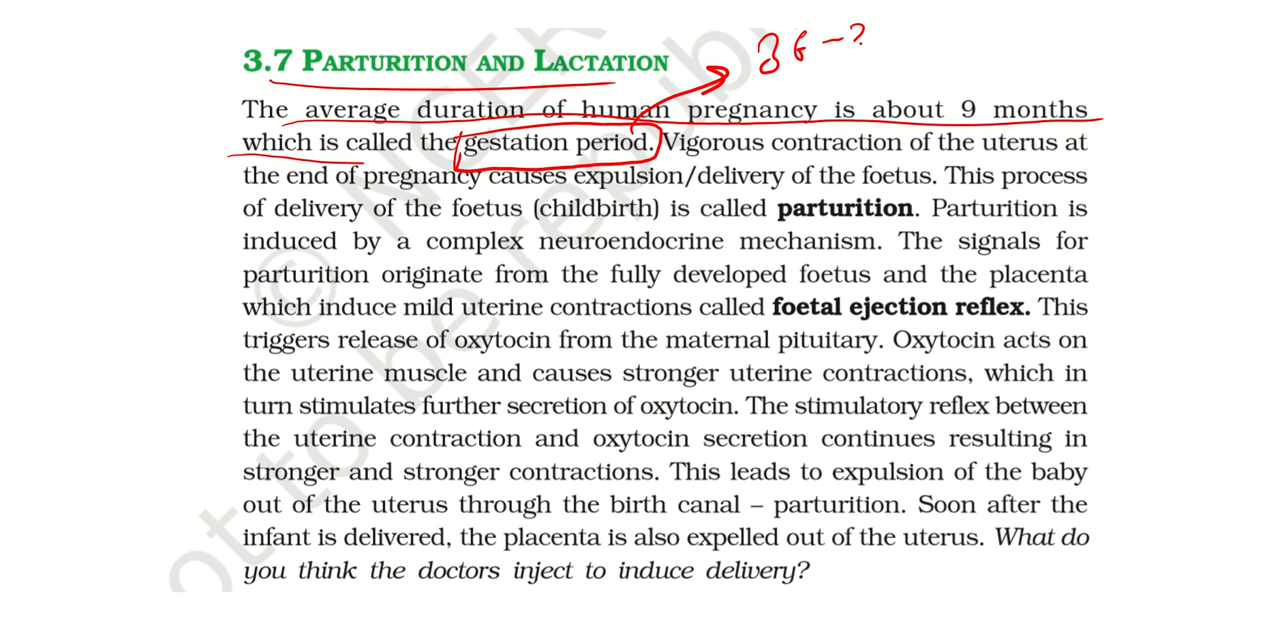 36 - ?
3.7 PARTURITION AND LACTATION
The average duration of human pregnancy is about 9 months
which is called the gestation period. Vigorous contraction of the uterus at
the end of pregnancy causes expulsion/delivery of the foetus. This process
of delivery of the foetus (childbirth) is called parturition. Parturition is
induced by a complex neuroendocrine mechanism. The signals for
parturition originate from the fully developed foetus and the placenta
which induce mild uterine contractions called foetal ejection reflex. This
triggers release of oxytocin from the maternal pituitary. Oxytocin acts on
the uterine muscle and causes stronger uterine contractions, which in
turn stimulates further secretion of oxytocin. The stimulatory reflex between
the uterine contraction and oxytocin secretion continues resulting in
stronger and stronger contractions. This leads to expulsion of the baby
out of the uterus through the birth canal – parturition. Soon after the
infant is delivered, the placenta is also expelled out of the uterus. What do
you think the doctors inject to induce delivery?